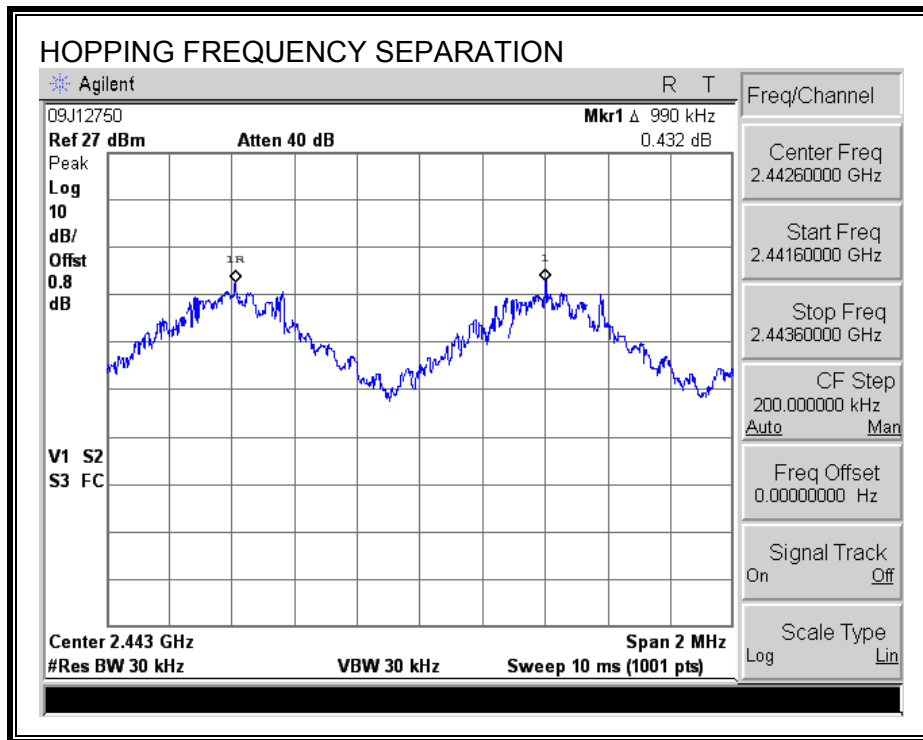 HOPPING FREQUENCY SEPARATION
Agilent R T
09J12750 Mkr1 Δ 990 kHz
Ref 27 dBm Atten 40 dB 0.432 dB
Peak
Log
10
dB/
Offst
0.8
dB
1R
1
V1 S2
S3 FC
Center 2.443 GHz Span 2 MHz
#Res BW 30 kHz VBW 30 kHz Sweep 10 ms (1001 pts)
Freq/Channel
Center Freq
2.44260000 GHz
Start Freq
2.44160000 GHz
Stop Freq
2.44360000 GHz
CF Step
200.000000 kHz
Auto Man
Freq Offset
0.00000000 Hz
Signal Track
On Off
Scale Type
Log Lin